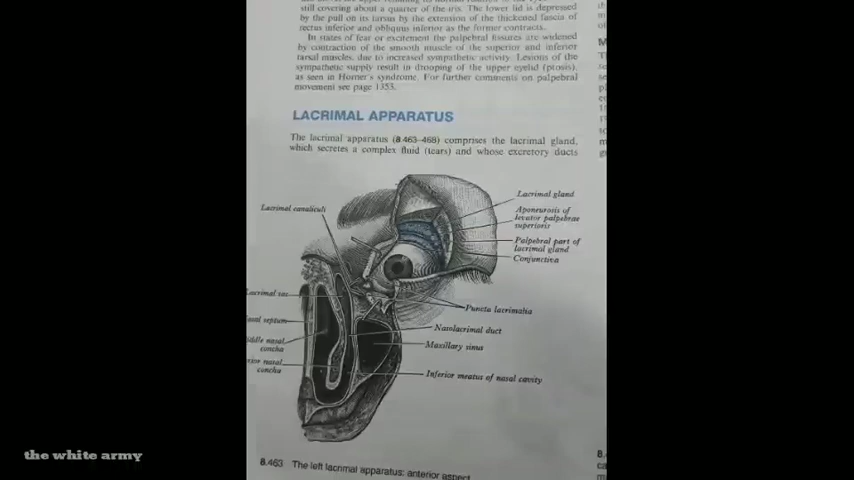 still covering about a quarter of the iris. The lower lid is depressed
by the pull on its tarsus by the extension of the thickened fascia of
rectus inferior and obliquus inferior as the former contracts.
In states of fear or excitement the palpebral fissures are widened
by contraction of the smooth muscle of the superior and inferior
tarsal muscles, due to increased sympathetic activity. Lesions of the
sympathetic supply result in drooping of the upper eyelid (ptosis),
as seen in Horner's syndrome. For further comments on palpebral
movement see page 1353.
LACRIMAL APPARATUS
The lacrimal apparatus (8.463–468) comprises the lacrimal gland,
which secretes a complex fluid (tears) and whose excretory ducts
Lacrimal canaliculi
Lacrimal gland
Aponeurosis of
levator palpebrae
superioris
Palpebral part of
lacrimal gland
Conjunctiva
Lacrimal sac
Puncta lacrimalia
septum
Nasolacrimal duct
nasal
concha
Maxillary sinus
nasal
concha
Inferior meatus of nasal cavity
8.463 The left lacrimal apparatus: anterior aspect
the white army